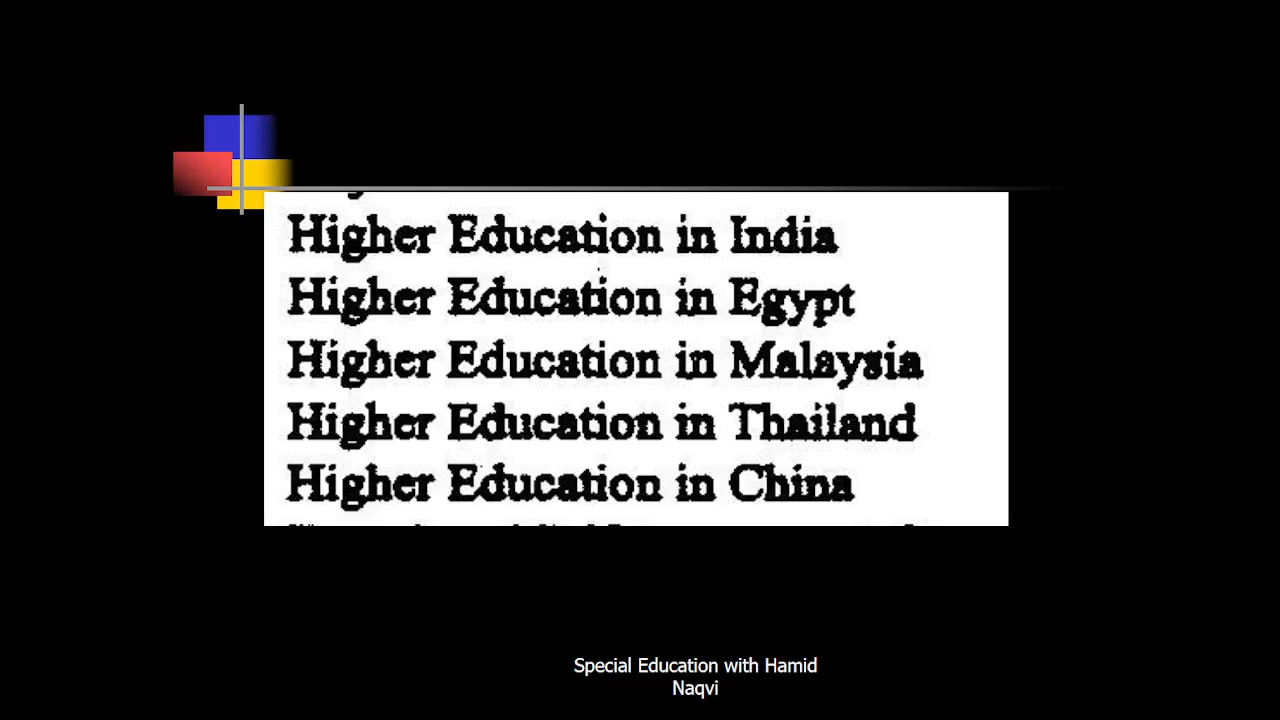 Higher Education in India
Higher Education in Egypt
Higher Education in Malaysia
Higher Education in Thailand
Higher Education in China
Special Education with Hamid
Naqvi